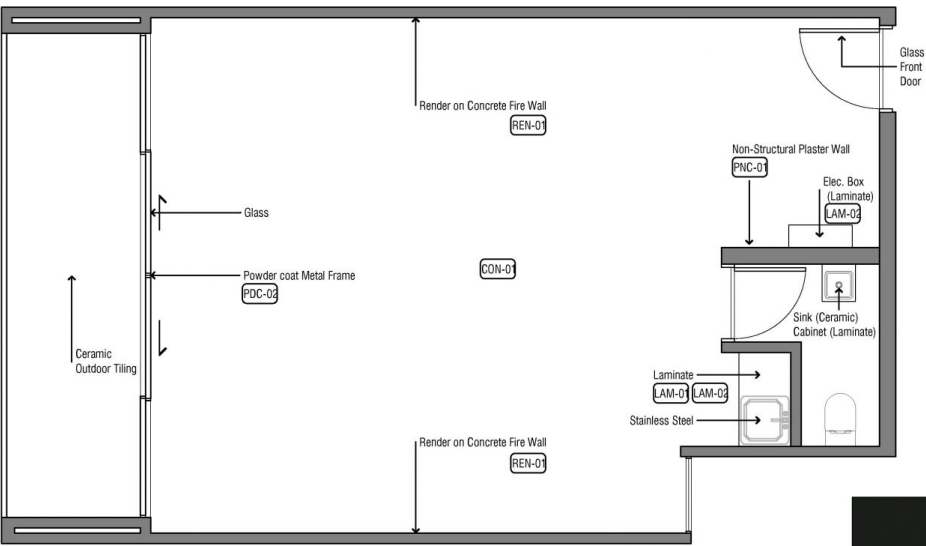 Glass
Front
Door
Render on Concrete Fire Wall
REN-01
Non-Structural Plaster Wall
PNC-01
Elec. Box
(Laminate)
LAM-02
Glass
CON-01
Powder coat Metal Frame
PDC-02
Sink (Ceramic)
Cabinet (Laminate)
Ceramic
Outdoor Tiling
Laminate
LAM-01 LAM-02
Stainless Steel
Render on Concrete Fire Wall
REN-01